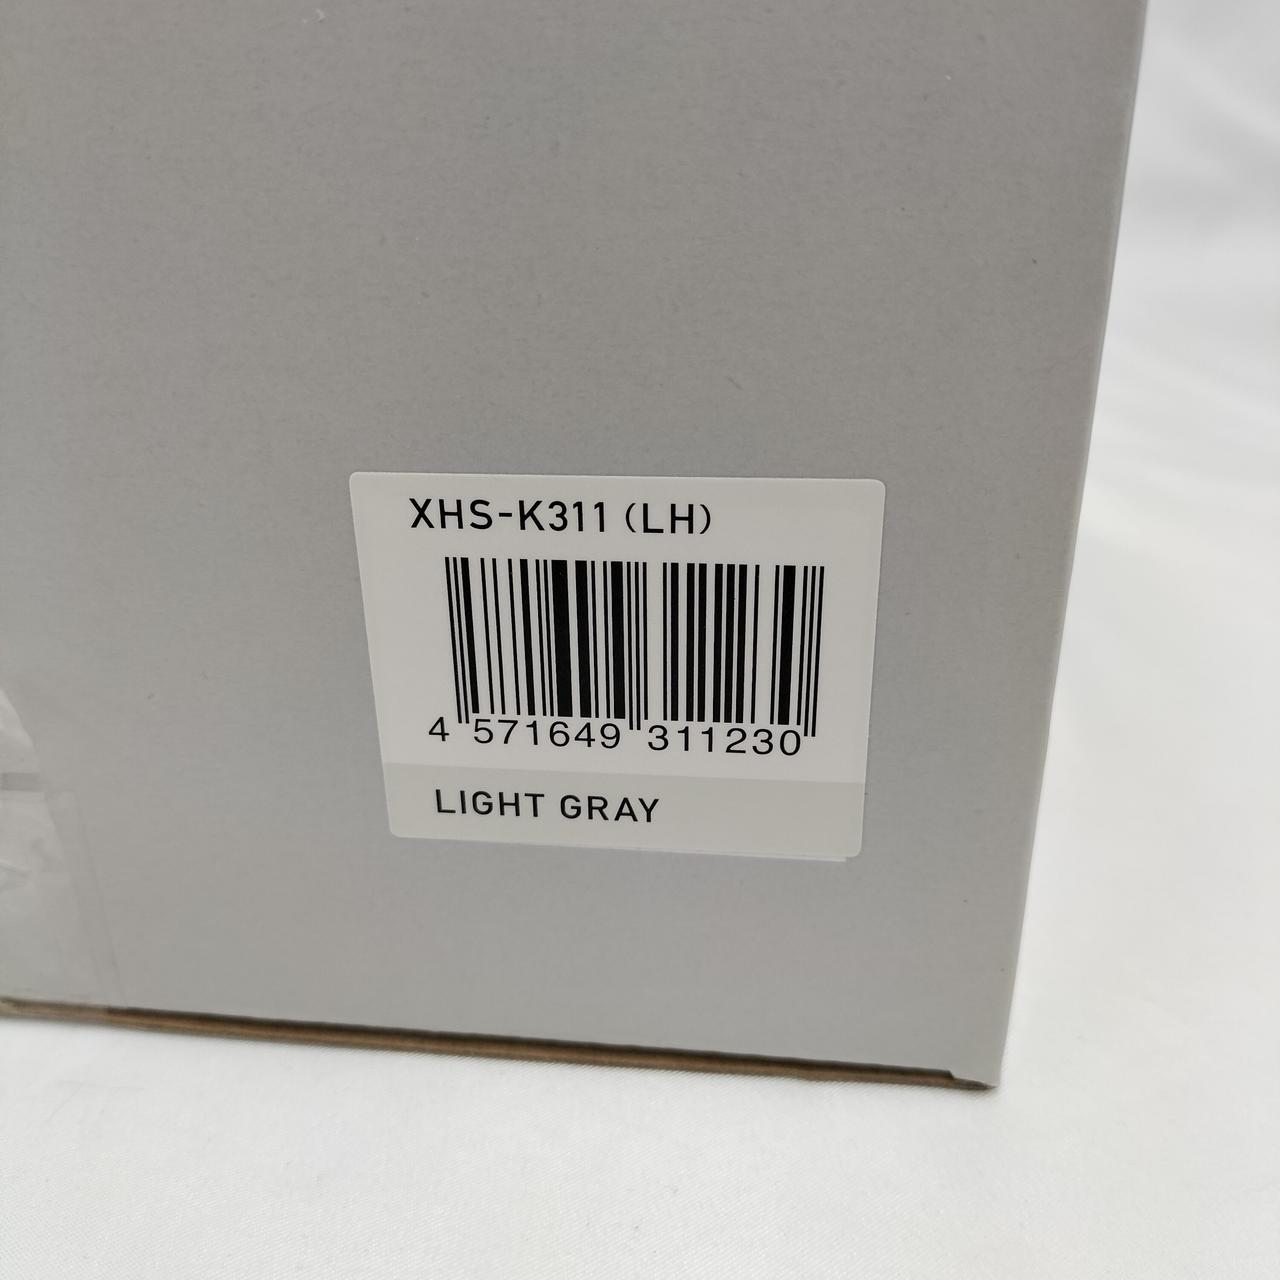 XHS-K311 (LH)
4 571649 311230
LIGHT GRAY